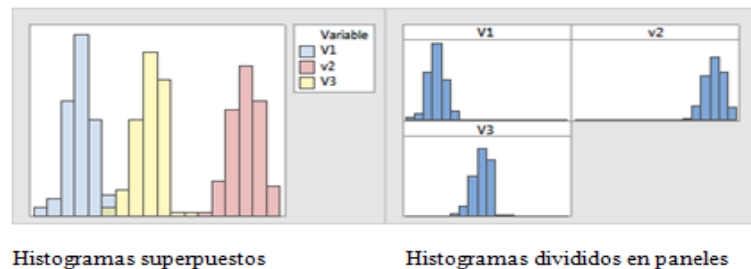 Variable
V1
v2
V3
V1
v2
V3
Histogramas superpuestos
Histogramas divididos en paneles